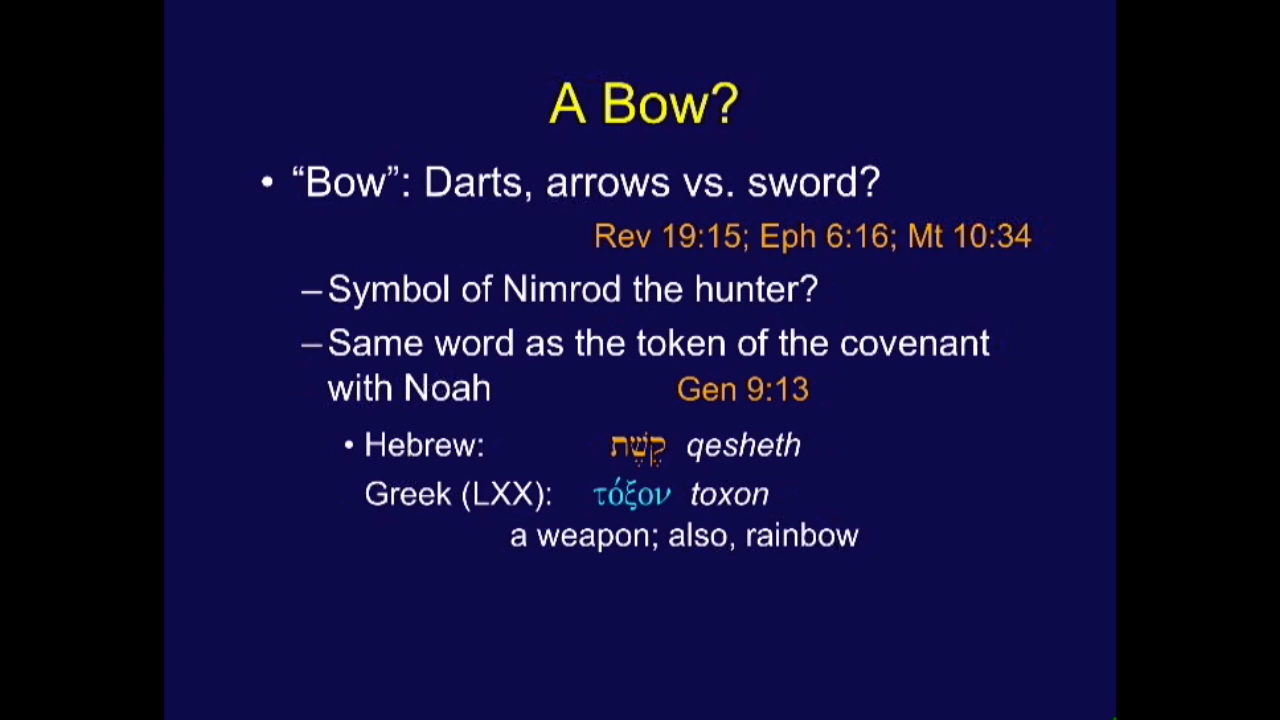 A Bow?
• “Bow”: Darts, arrows vs. sword?
Rev 19:15; Eph 6:16; Mt 10:34
–Symbol of Nimrod the hunter?
–Same word as the token of the covenant
with Noah Gen 9:13
• Hebrew: קֶשֶׁת qesheth
Greek (LXX): τόξον toxon
a weapon; also, rainbow